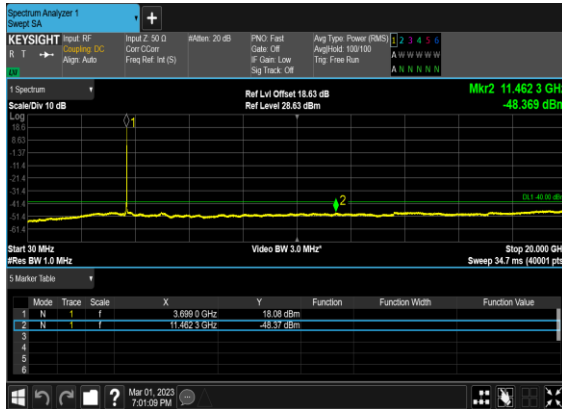 Spectrum Analyzer 1
Swept SA
+
KEYSIGHT
R T
LU
Input: RF
Coupling: DC
Align: Auto
Input Z: 50 Ω
Corr CCorr
Freq Ref: Int (S)
#Atten: 20 dB
PNO: Fast
Gate: Off
IF Gain: Low
Sig Track: Off
Avg Type: Power (RMS)
Avg|Hold: 100/100
Trig: Free Run
1 2 3 4 5 6
A W W W W W
A N N N N N
1 Spectrum
Scale/Div 10 dB
Ref Lvl Offset 18.63 dB
Ref Level 28.63 dBm
Mkr2 11.462 3 GHz
-48.369 dBm
Log
18.6
8.63
-1.37
-11.4
-21.4
-31.4
-41.4
-51.4
-61.4
1
2
DL1 -40.00 dB
Start 30 MHz
#Res BW 1.0 MHz
Video BW 3.0 MHz*
Stop 20.000 GH
Sweep 34.7 ms (40001 pts
5 Marker Table
Mode Trace Scale X Y Function Function Width Function Value
1 N 1 f 3.699 0 GHz 18.08 dBm
2 N 1 f 11.462 3 GHz -48.37 dBm
3
4
5
6
?
Mar 01, 2023
7:01:09 PM